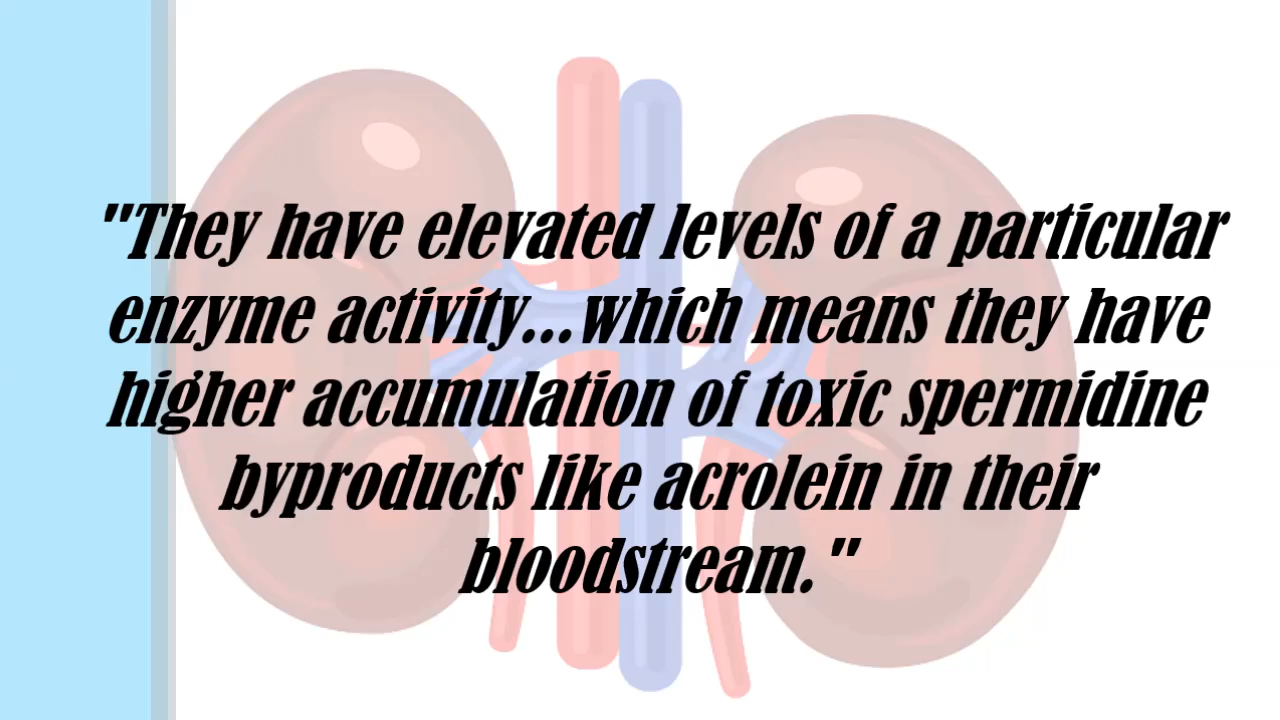 "They have elevated levels of a particular
enzyme activity...which means they have
higher accumulation of toxic spermidine
byproducts like acrolein in their
bloodstream."